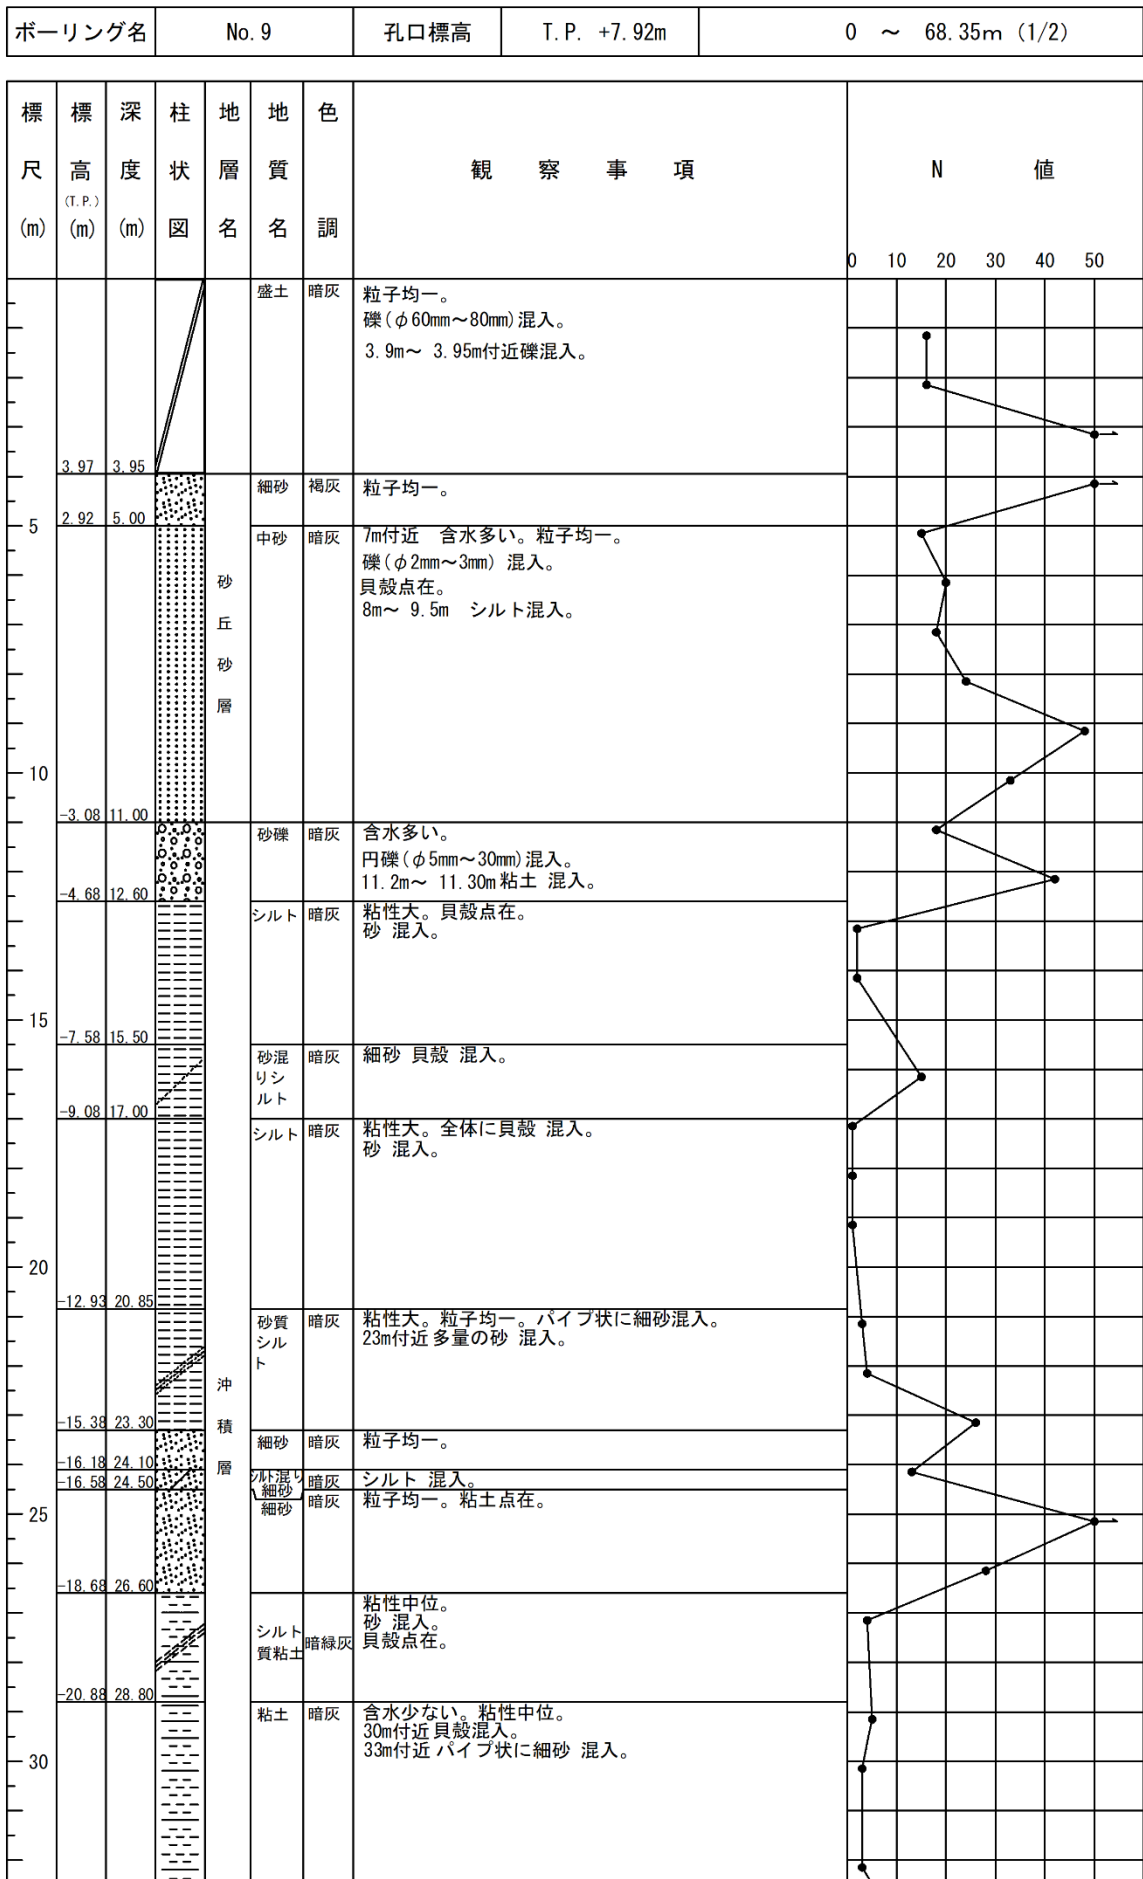 ボーリング名 No.9 孔口標高 T.P. +7.92m 0 ～ 68.35m (1/2)
標尺(m) 標高(T.P.)(m) 深度(m) 柱状図 地層名 地質名 色調 観察事項 N 値
0 10 20 30 40 50
盛土 暗灰 粒子均一。
礫(φ60mm～80mm)混入。
3.9m～ 3.95m付近礫混入。
3.97 3.95
細砂 褐灰 粒子均一。
5 2.92 5.00
中砂 暗灰 7m付近 含水多い。粒子均一。
礫(φ2mm～3mm) 混入。
貝殻点在。
8m～ 9.5m シルト混入。
砂丘砂層
10
-3.08 11.00
砂礫 暗灰 含水多い。
円礫(φ5mm～30mm)混入。
11.2m～ 11.30m粘土 混入。
-4.68 12.60
シルト 暗灰 粘性大。貝殻点在。
砂 混入。
15
-7.58 15.50
砂混りシルト 暗灰 細砂 貝殻 混入。
-9.08 17.00
シルト 暗灰 粘性大。全体に貝殻 混入。
砂 混入。
20
-12.93 20.85
砂質シルト 暗灰 粘性大。粒子均一。パイプ状に細砂混入。
23m付近多量の砂 混入。
沖積層
-15.38 23.30
細砂 暗灰 粒子均一。
-16.18 24.10
シルト混り細砂 暗灰 シルト 混入。
-16.58 24.50
細砂 暗灰 粒子均一。粘土点在。
25
-18.68 26.60
シルト質粘土 暗緑灰 粘性中位。
砂 混入。
貝殻点在。
-20.88 28.80
粘土 暗灰 含水少ない。粘性中位。
30m付近貝殻混入。
33m付近パイプ状に細砂 混入。
30